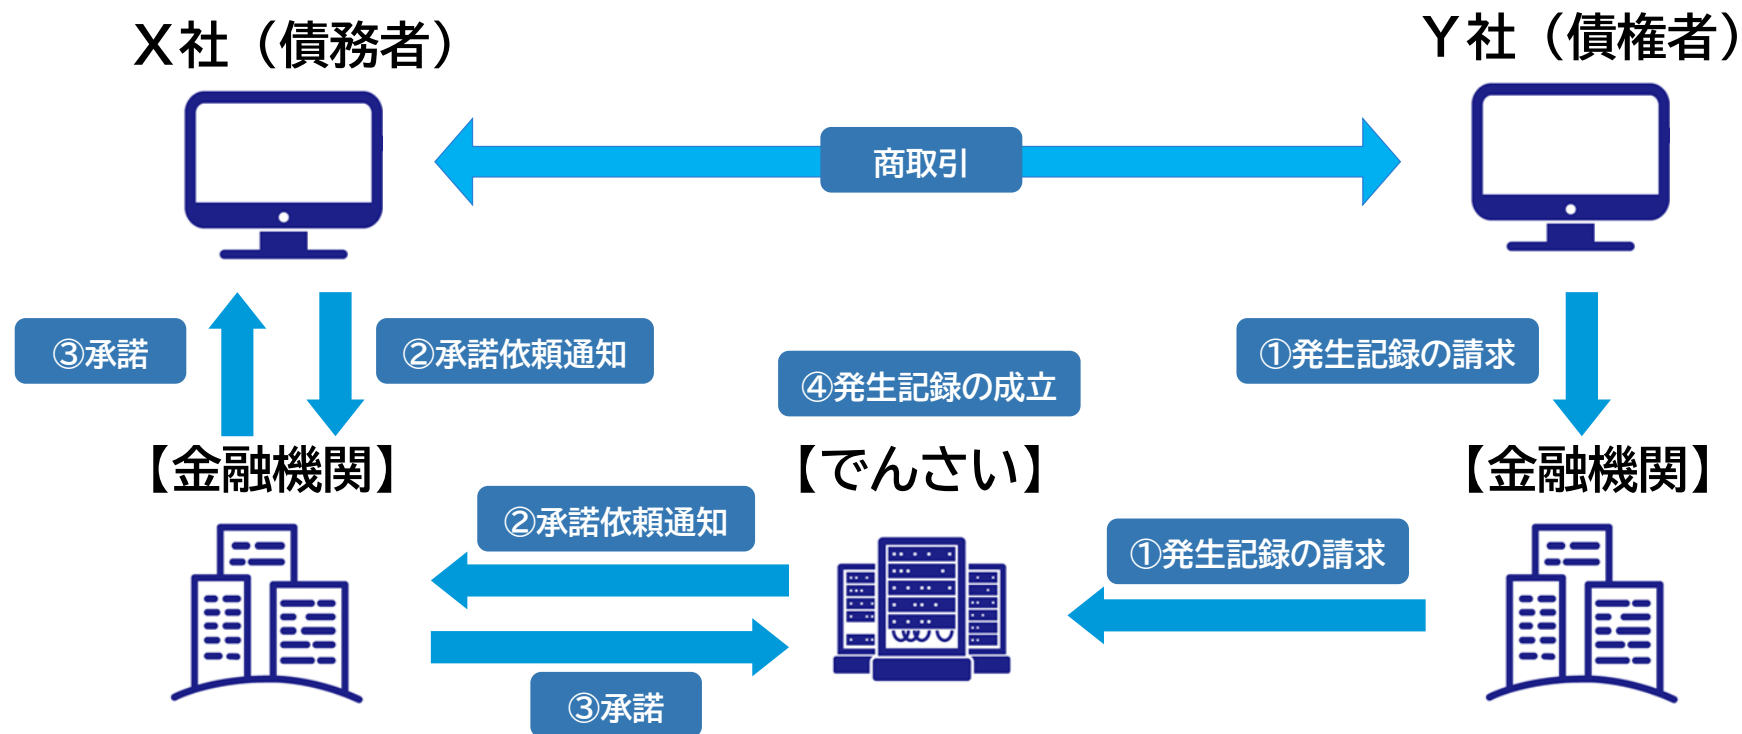 X社（債務者）
Y社（債権者）
商取引
③承諾
②承諾依頼通知
①発生記録の請求
④発生記録の成立
【金融機関】
【でんさい】
【金融機関】
②承諾依頼通知
①発生記録の請求
③承諾